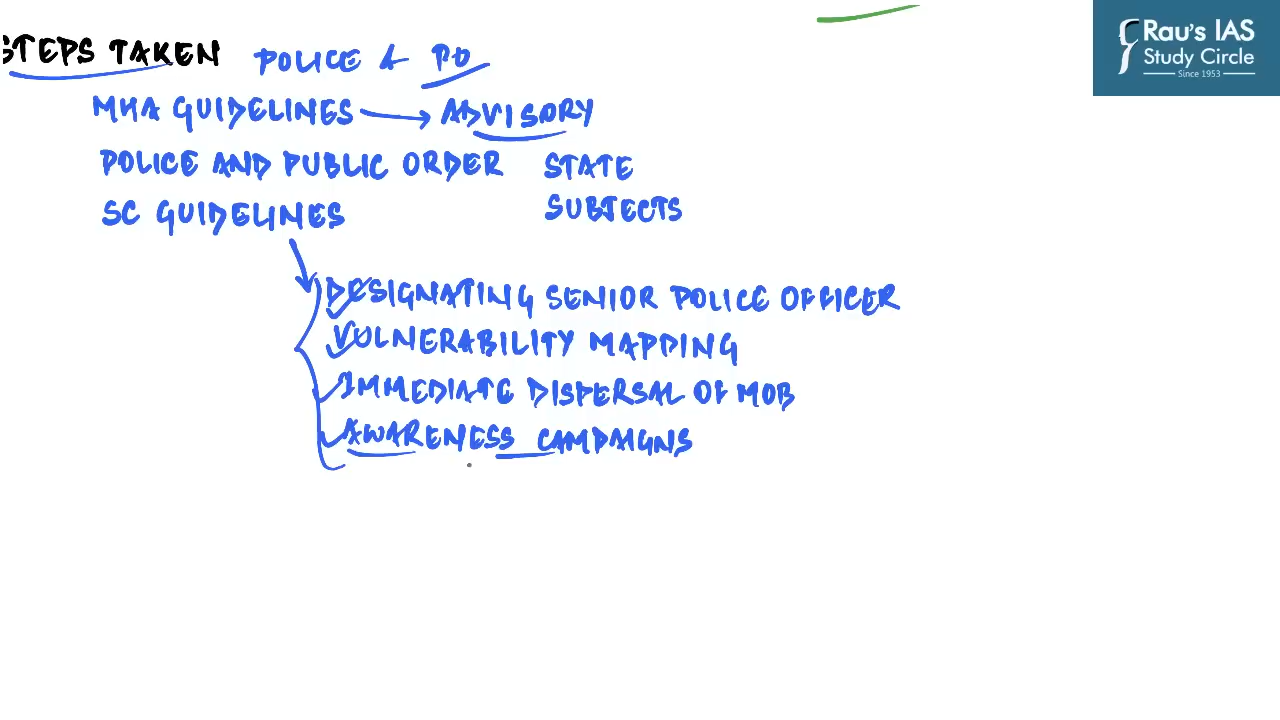 Rau's IAS
Study Circle
Since 1953
STEPS TAKEN POLICE & PO
MHA GUIDELINES → ADVISORY
POLICE AND PUBLIC ORDER STATE
SUBJECTS
SC GUIDELINES
DESIGNATING SENIOR POLICE OFFICER
VULNERABILITY MAPPING
IMMEDIATE DISPERSAL OF MOB
AWARENESS CAMPAIGNS